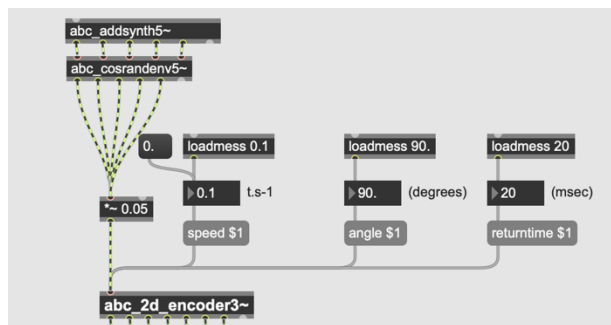 abc_addsynth5~
abc_cosrandenv5~
0.
loadmess 0.1
loadmess 90.
loadmess 20
0.1
t.s-1
90.
(degrees)
20
(msec)
*~ 0.05
speed $1
angle $1
returntime $1
abc_2d_encoder3~